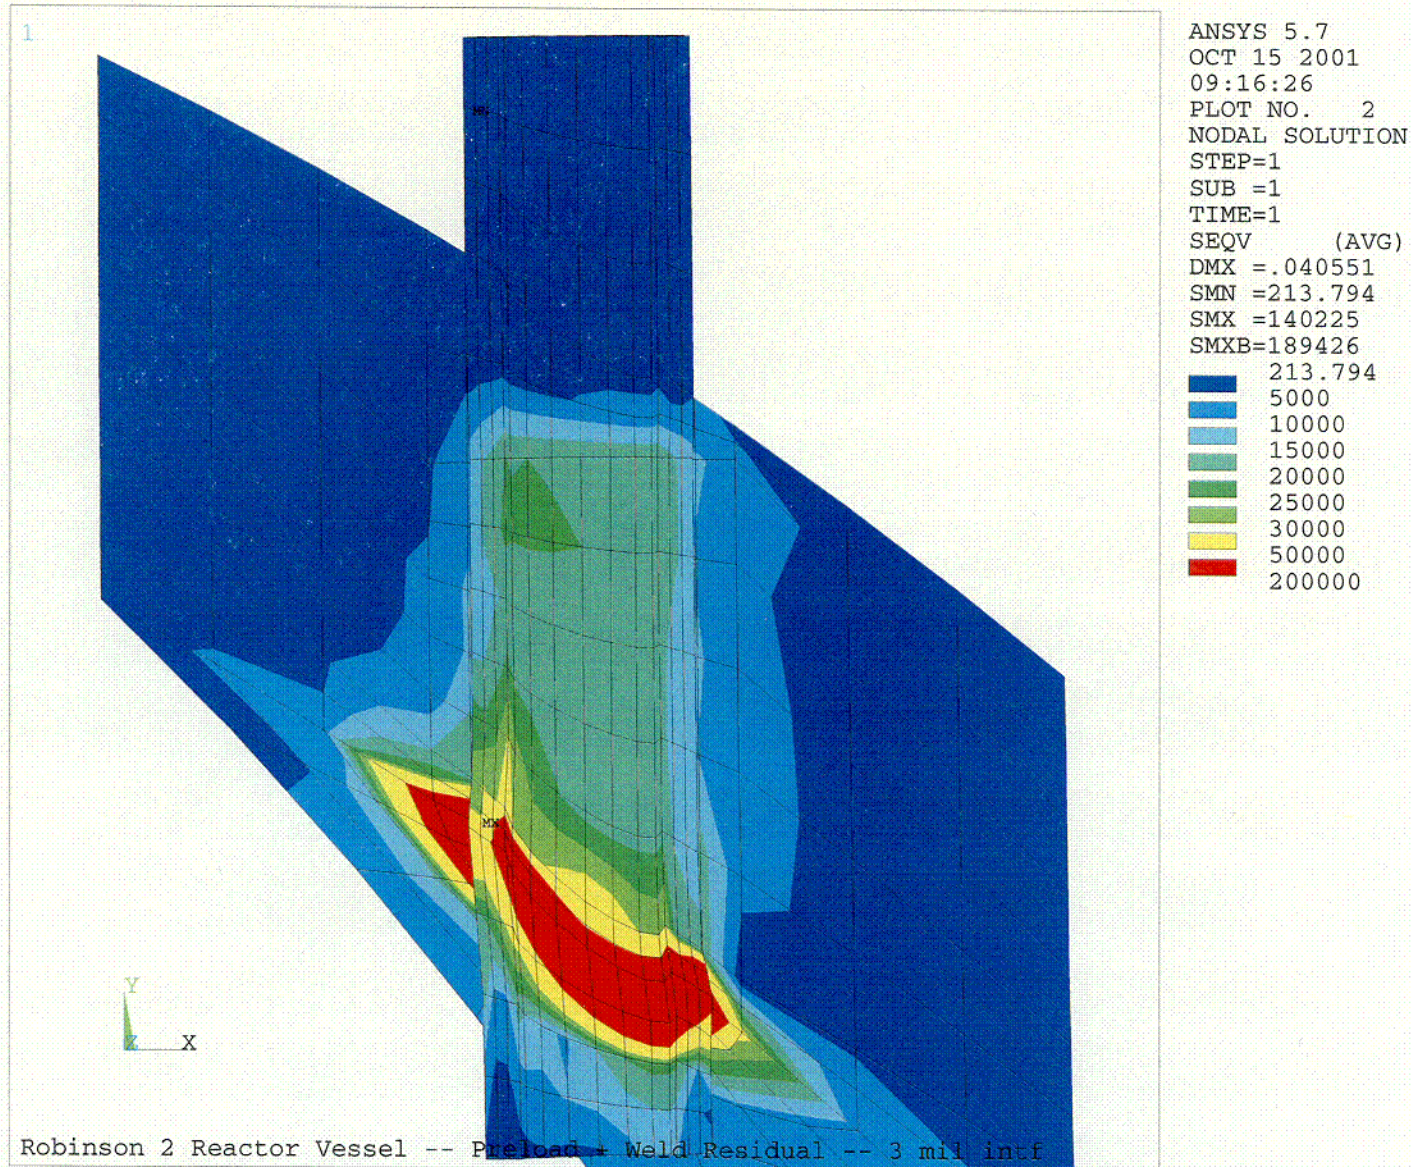 1
ANSYS 5.7
OCT 15 2001
09:16:26
PLOT NO. 2
NODAL SOLUTION
STEP=1
SUB =1
TIME=1
SEQV (AVG)
DMX =.040551
SMN =213.794
SMX =140225
SMXB=189426
213.794
5000
10000
15000
20000
25000
30000
50000
200000
MN
MX
Y
Z X
Robinson 2 Reactor Vessel -- Preload + Weld Residual -- 3 mil intf